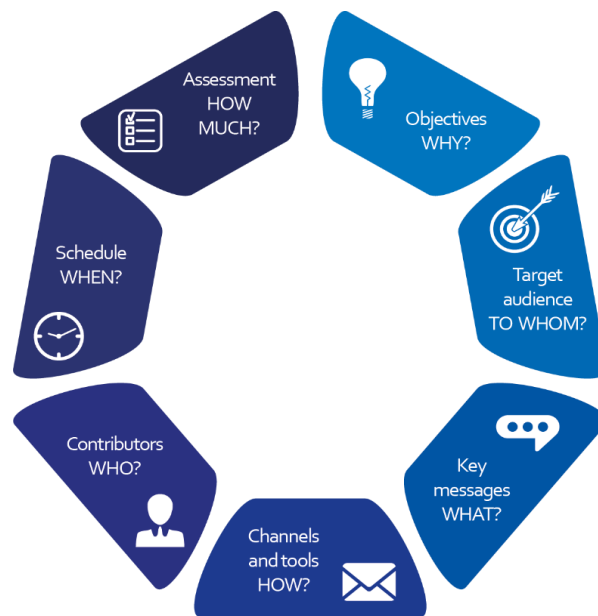 Objectives
WHY?
Target
audience
TO WHOM?
Key
messages
WHAT?
Channels
and tools
HOW?
Contributors
WHO?
Schedule
WHEN?
Assessment
HOW
MUCH?